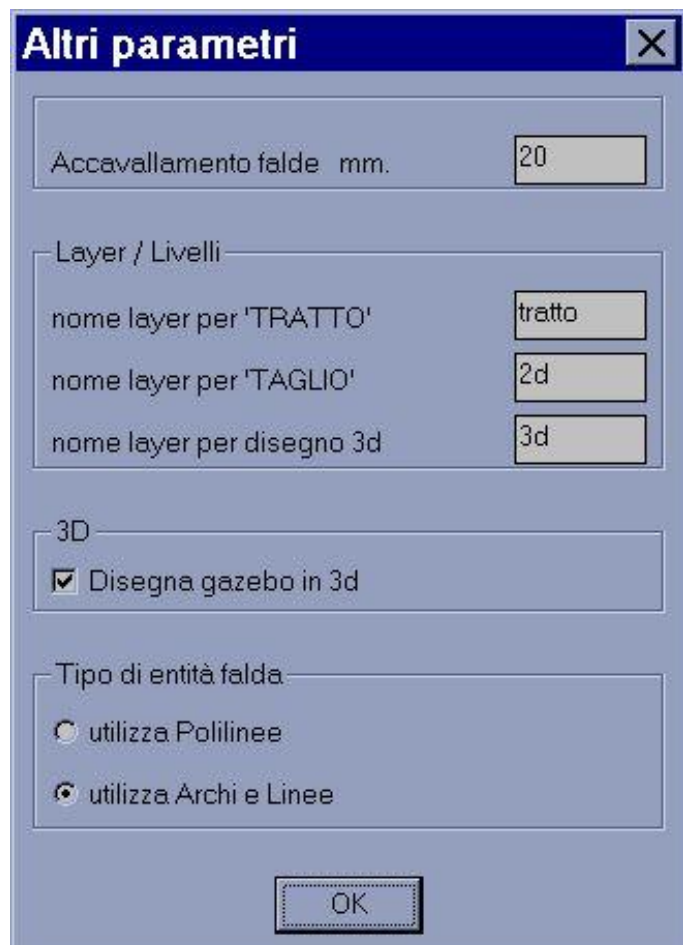 Altri parametri
Accavallamento falde mm. 20
Layer / Livelli
nome layer per 'TRATTO' tratto
nome layer per 'TAGLIO' 2d
nome layer per disegno 3d 3d
3D
Disegna gazebo in 3d
Tipo di entità falda
utilizza Polilinee
utilizza Archi e Linee
OK